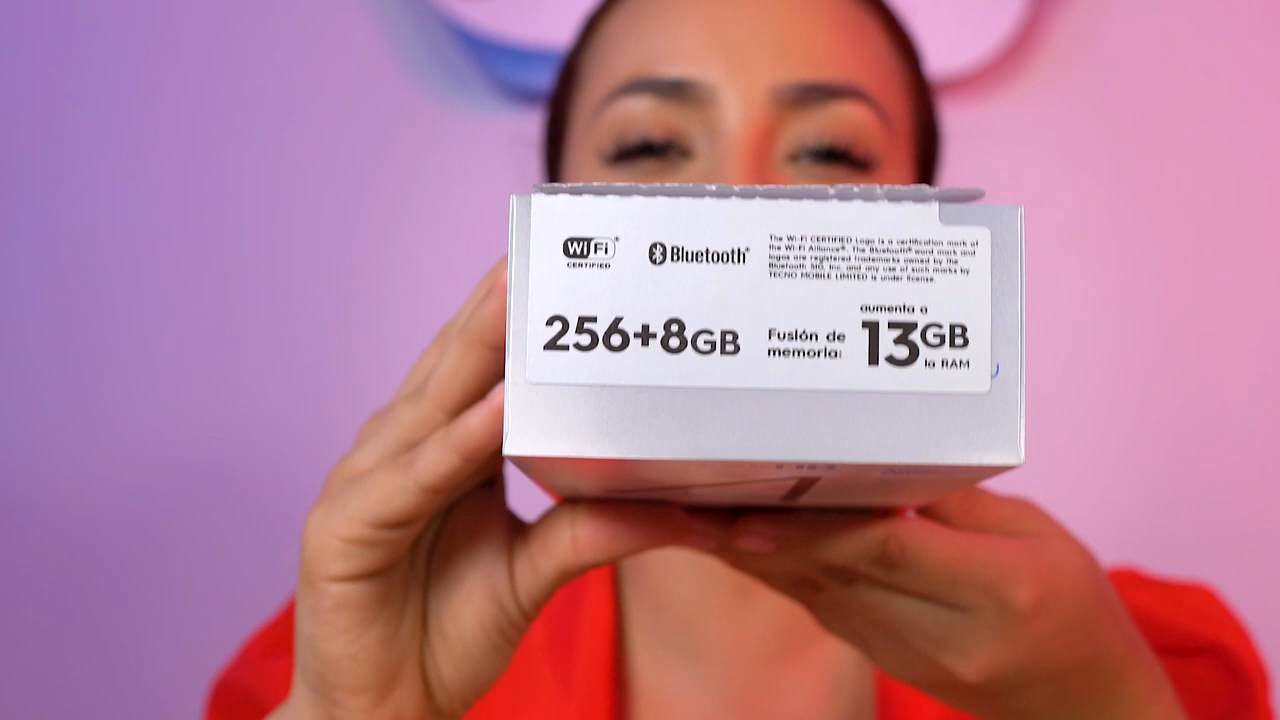 WiFi®
CERTIFIED
Bluetooth®
The Wi-Fi CERTIFIED Logo is a certification mark of
the Wi-Fi Alliance®. The Bluetooth® word mark and
logos are registered trademarks owned by the
Bluetooth SIG, Inc. and any use of such marks by
TECNO MOBILE LIMITED is under license.
256+8GB
Fusión de
memoria:
aumenta a
13GB
la RAM